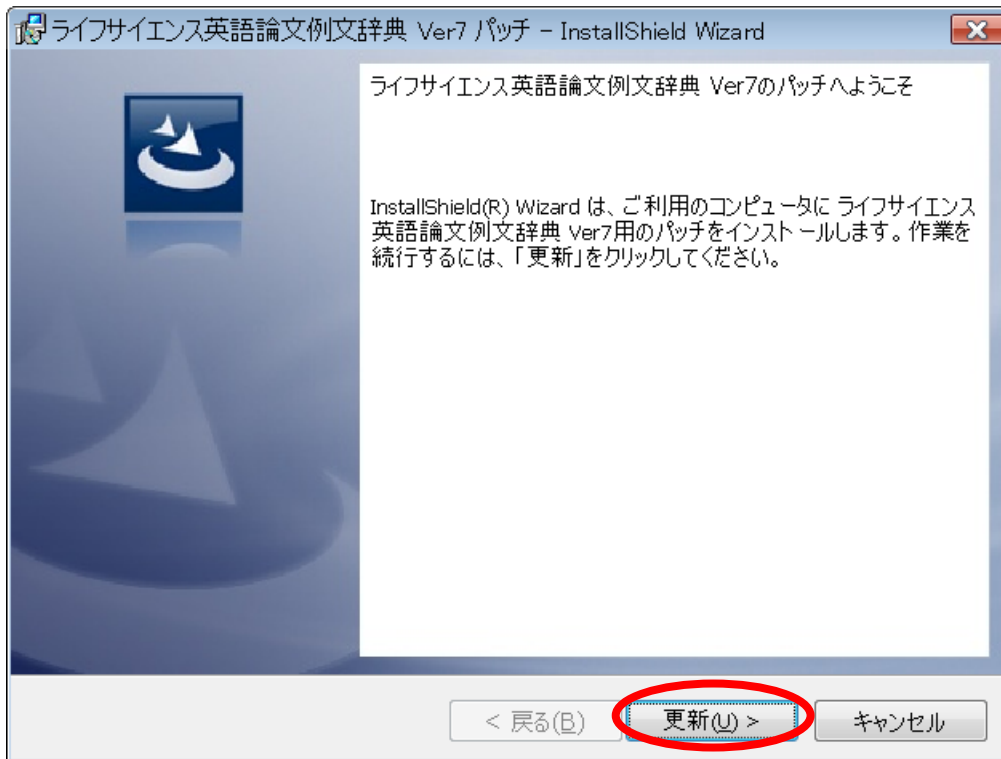 ライフサイエンス英語論文例文辞典 Ver7 パッチ - InstallShield Wizard
ライフサイエンス英語論文例文辞典 Ver7のパッチへようこそ
InstallShield(R) Wizard は、ご利用のコンピュータに ライフサイエンス
英語論文例文辞典 Ver7用のパッチをインストールします。作業を
続行するには、「更新」をクリックしてください。
< 戻る(B) 更新(U) > キャンセル